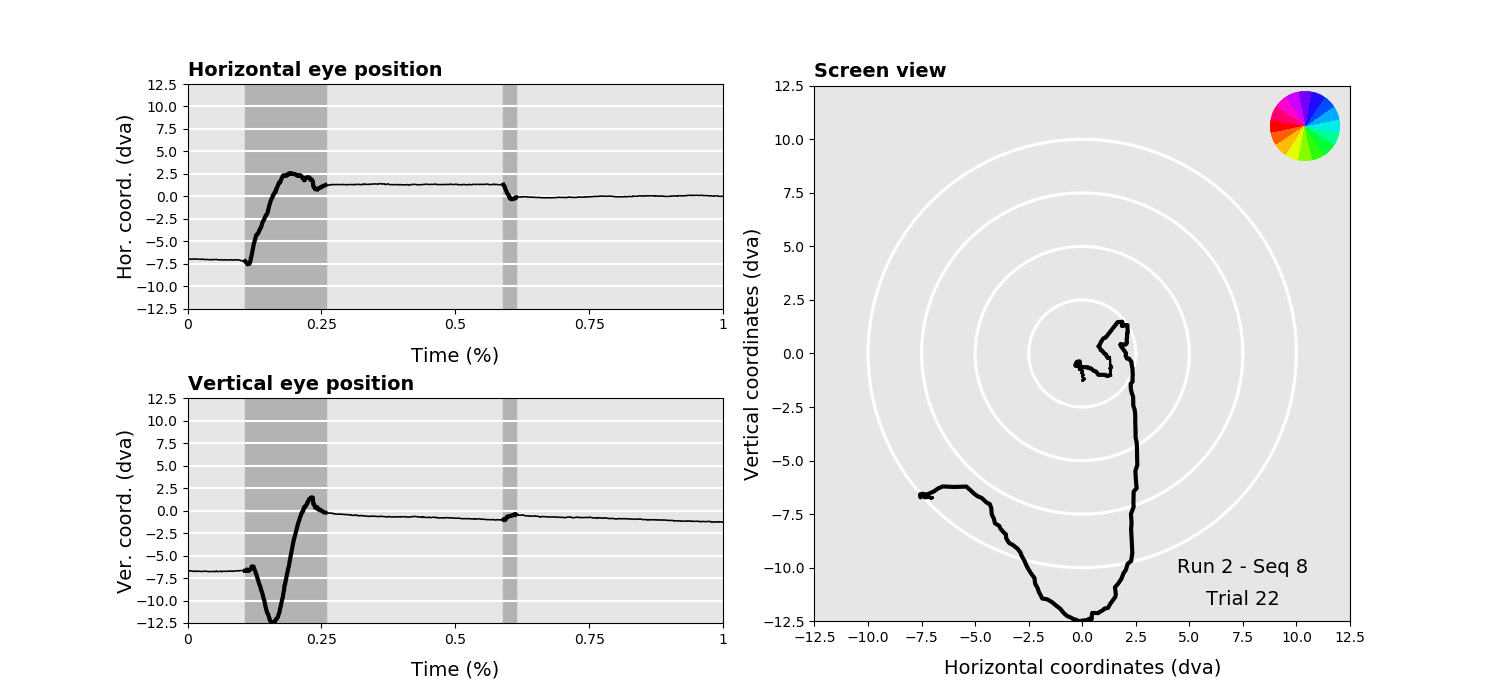 Horizontal eye position
12.5
10.0
7.5
5.0
2.5
0.0
−2.5
−5.0
−7.5
−10.0
−12.5
Hor. coord. (dva)
0 0.25 0.5 0.75 1
Time (%)
Vertical eye position
12.5
10.0
7.5
5.0
2.5
0.0
−2.5
−5.0
−7.5
−10.0
−12.5
Ver. coord. (dva)
0 0.25 0.5 0.75 1
Time (%)
Screen view
12.5
10.0
7.5
5.0
2.5
0.0
−2.5
−5.0
−7.5
−10.0
−12.5
Vertical coordinates (dva)
Run 2 - Seq 8
Trial 22
−12.5 −10.0 −7.5 −5.0 −2.5 0.0 2.5 5.0 7.5 10.0 12.5
Horizontal coordinates (dva)